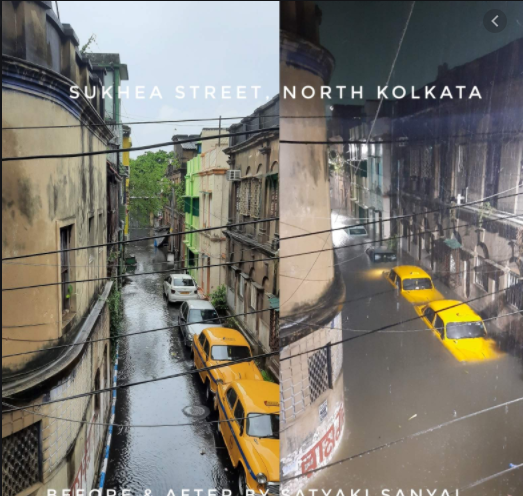 SUKHEA STREET, NORTH KOLKATA
BEFORE & AFTER BY SATYAKI SANYAL